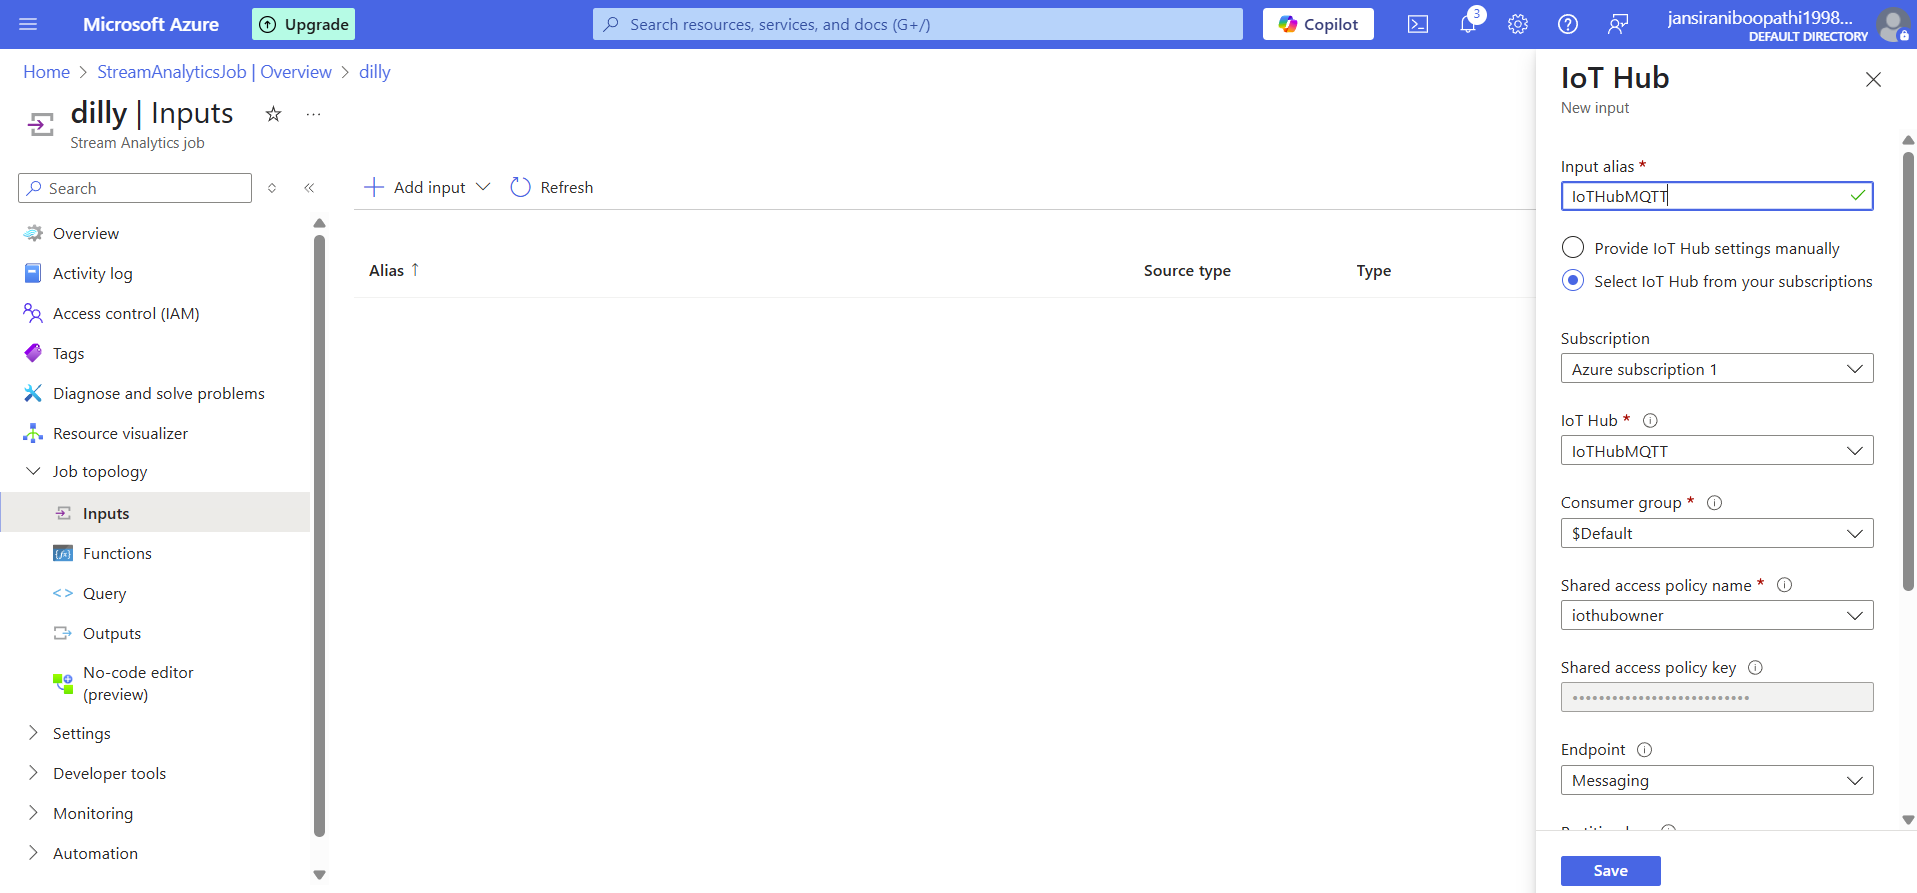 Microsoft Azure
Upgrade
Search resources, services, and docs (G+/)
Copilot
3
jansiraniboopathi1998...
DEFAULT DIRECTORY
Home > StreamAnalyticsJob | Overview > dilly
dilly | Inputs
...
Stream Analytics job
Search
Overview
Activity log
Access control (IAM)
Tags
Diagnose and solve problems
Resource visualizer
Job topology
Inputs
Functions
Query
Outputs
No-code editor
(preview)
Settings
Developer tools
Monitoring
Automation
Add input
Refresh
Alias ↑
Source type
Type
IoT Hub
New input
Input alias *
IoTHubMQTT
Provide IoT Hub settings manually
Select IoT Hub from your subscriptions
Subscription
Azure subscription 1
IoT Hub *
IoTHubMQTT
Consumer group *
$Default
Shared access policy name *
iothubowner
Shared access policy key
•••••••••••••••••••••••••••
Endpoint
Messaging
Save